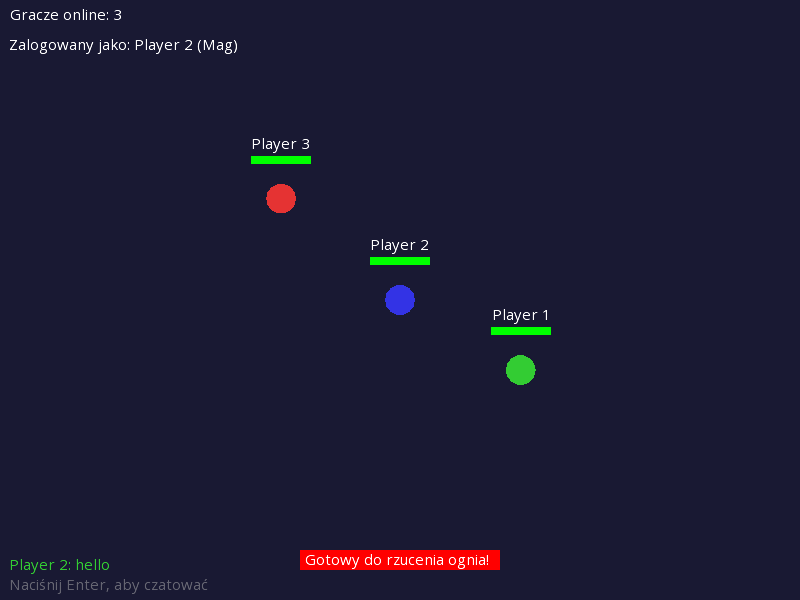 Gracze online: 3
Zalogowany jako: Player 2 (Mag)
Player 3
Player 2
Player 1
Gotowy do rzucenia ognia!
Player 2: hello
Naciśnij Enter, aby czatować